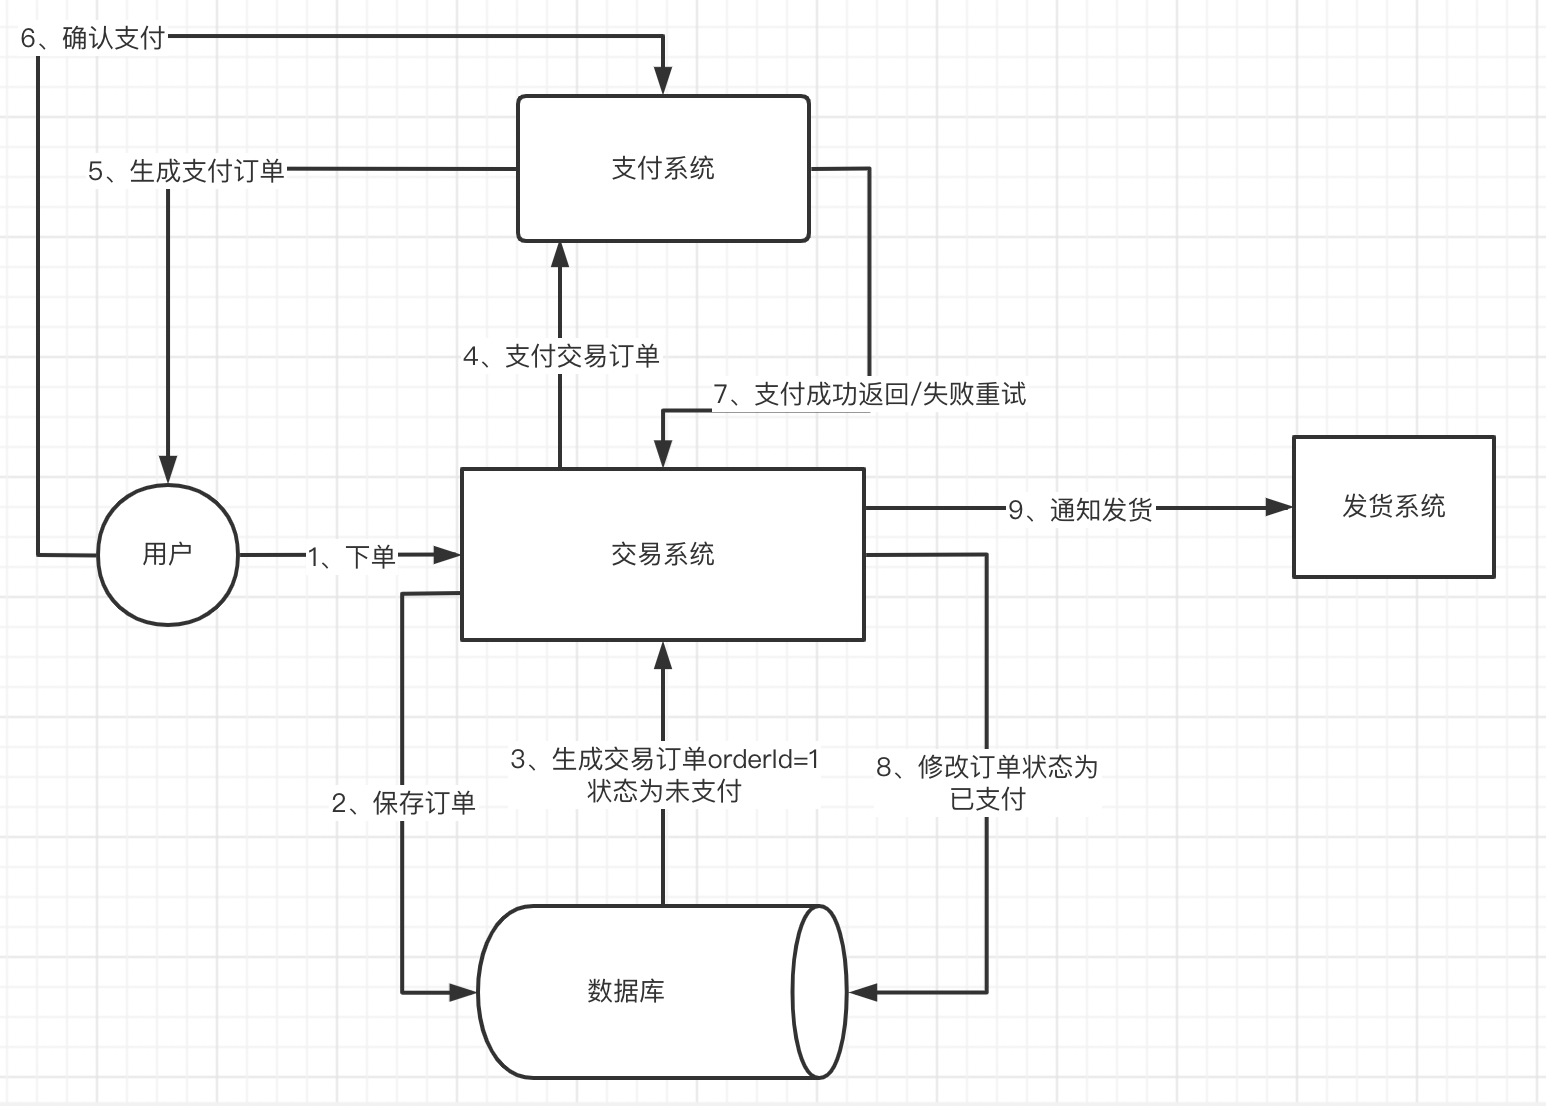 6、确认支付
支付系统
5、生成支付订单
4、支付交易订单
7、支付成功返回/失败重试
用户
1、下单
交易系统
9、通知发货
发货系统
3、生成交易订单orderId=1
状态为未支付
8、修改订单状态为
已支付
2、保存订单
数据库